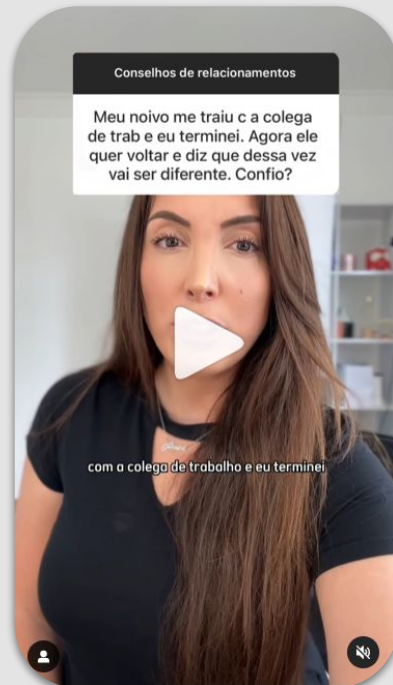 Conselhos de relacionamentos
Meu noivo me traiu c a colega
de trab e eu terminei. Agora ele
quer voltar e diz que dessa vez
vai ser diferente. Confio?
com a colega de trabalho e eu terminei